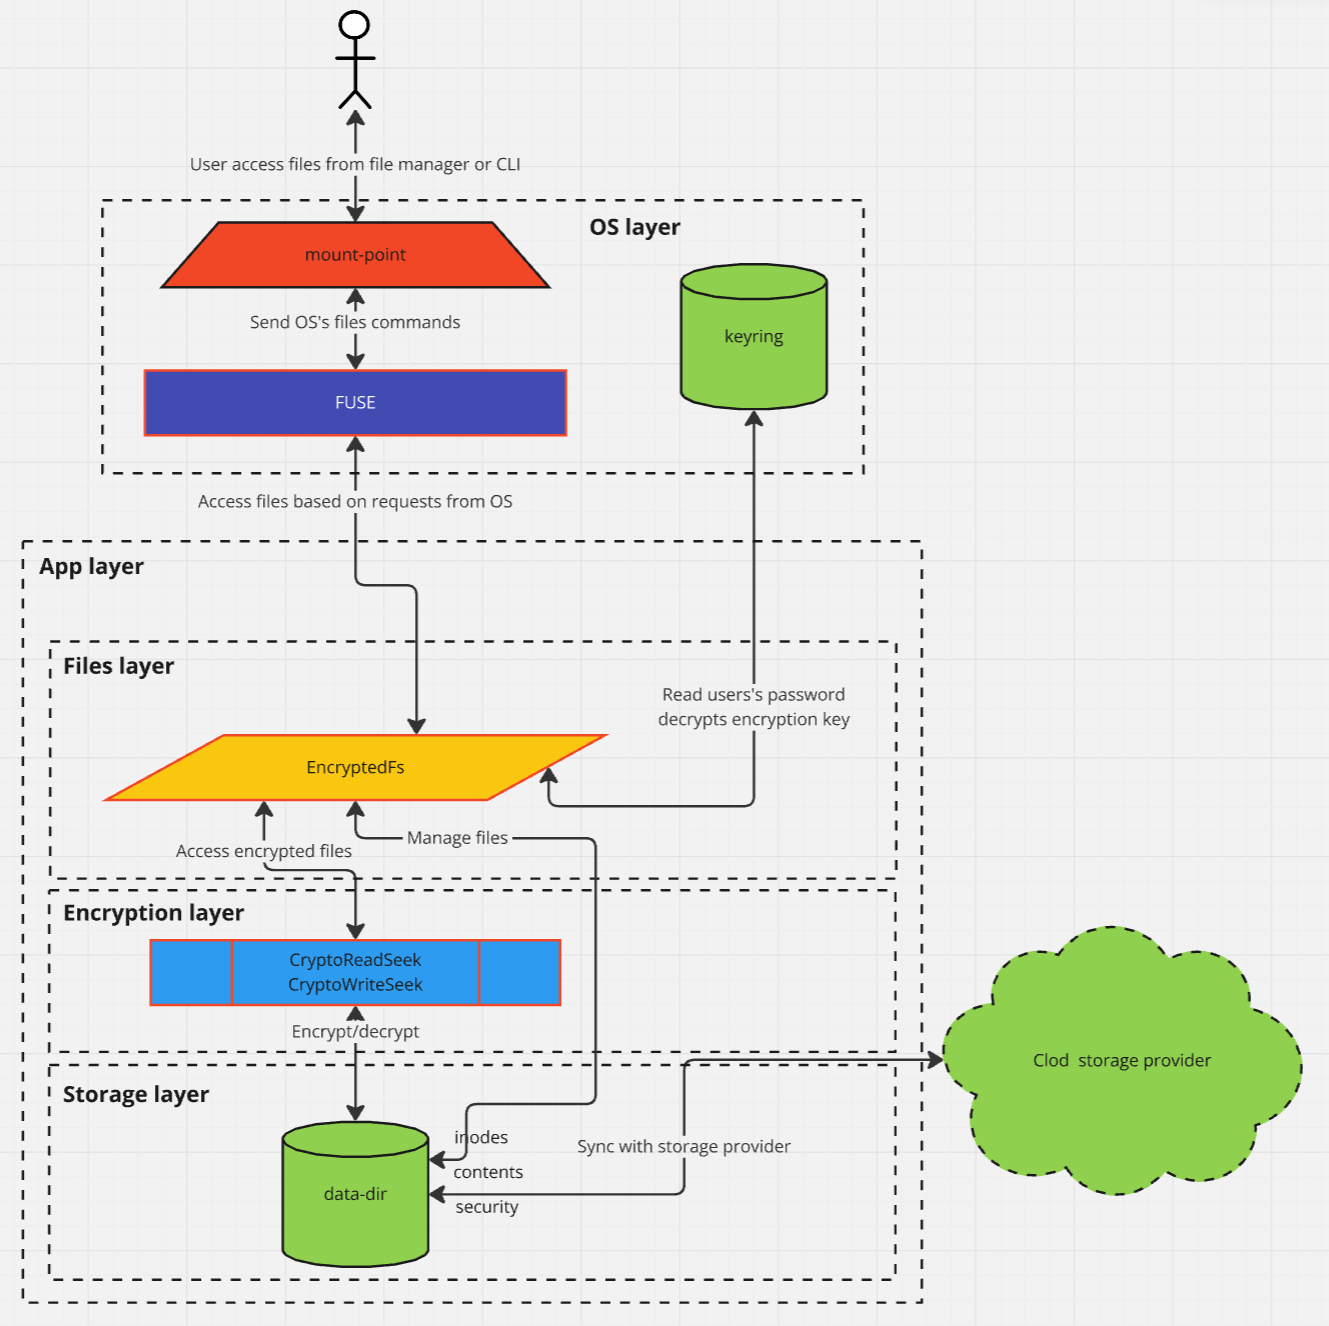 User access files from file manager or CLI
OS layer
mount-point
Send OS's files commands
keyring
FUSE
Access files based on requests from OS
App layer
Files layer
Read users's password
decrypts encryption key
EncryptedFs
Manage files
Access encrypted files
Encryption layer
CryptoReadSeek
CryptoWriteSeek
Encrypt/decrypt
Clod storage provider
Storage layer
inodes
Sync with storage provider
contents
data-dir
security